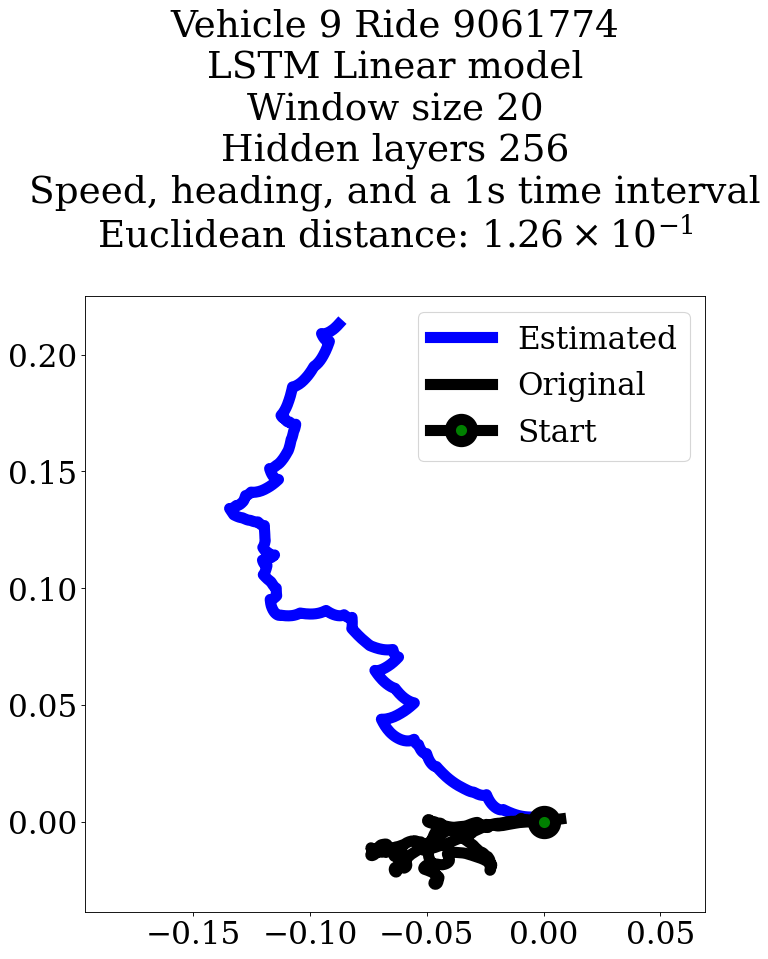 Vehicle 9 Ride 9061774
LSTM Linear model
Window size 20
Hidden layers 256
Speed, heading, and a 1s time interval
Euclidean distance: 1.26 × 10⁻¹
Estimated
Original
Start
0.20
0.15
0.10
0.05
0.00
−0.15 −0.10 −0.05 0.00 0.05